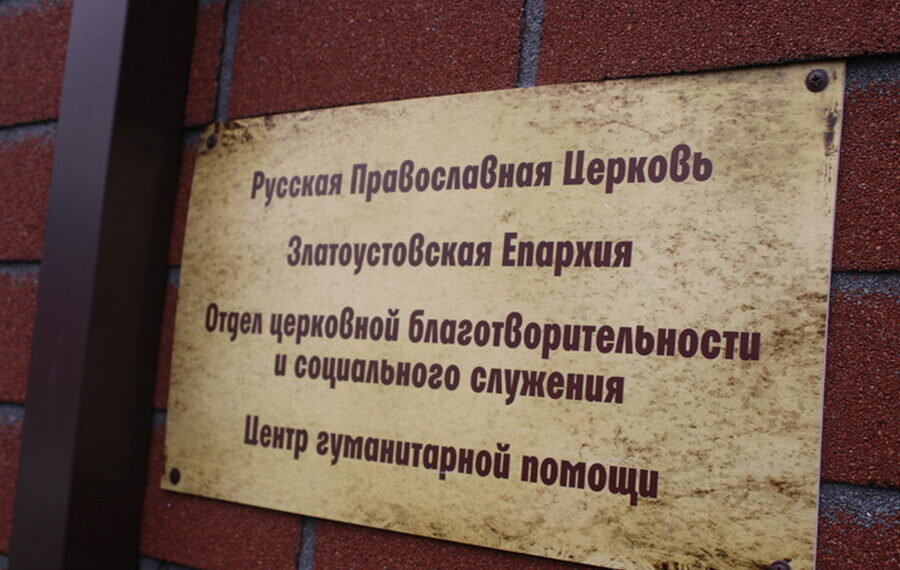 Русская Православная Церковь
Златоустовская Епархия
Отдел церковной благотворительности
и социального служения
Центр гуманитарной помощи